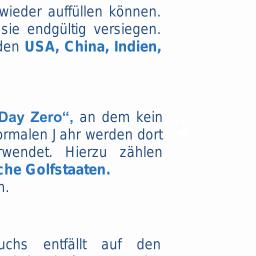 wieder auffüllen können.
sie endgültig versiegen.
den USA, China, Indien,
Day Zero“, an dem kein
ormalen Jahr werden dort
rwendet. Hierzu zählen
che Golfstaaten.
n.
uchs entfällt auf den